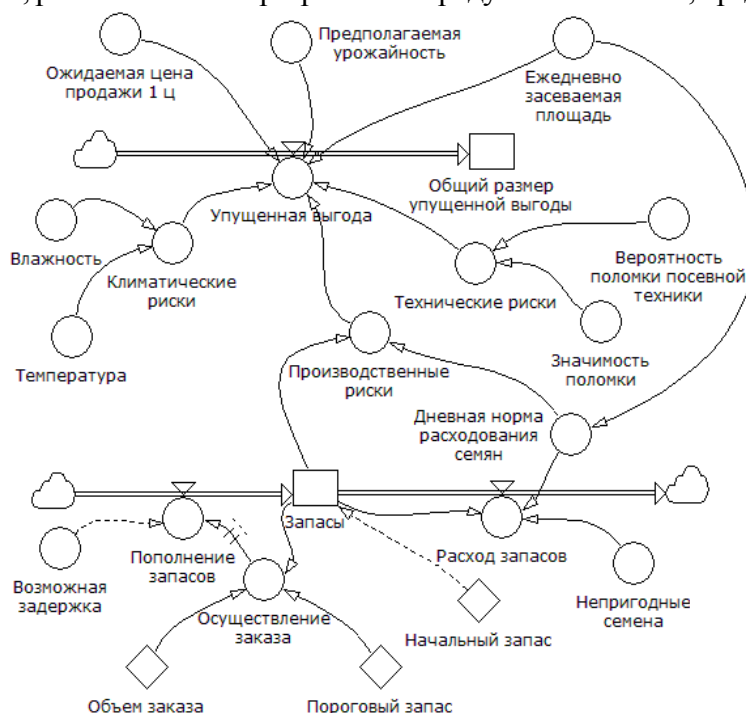 Предполагаемая
урожайность
Ожидаемая цена
продажи 1 ц
Ежедневно
засеваемая
площадь
Общий размер
упущенной выгоды
Упущенная выгода
Влажность
Климатические
риски
Технические риски
Вероятность
поломки посевной
техники
Температура
Производственные
риски
Значимость
поломки
Дневная норма
расходования
семян
Запасы
Пополнение
запасов
Расход запасов
Возможная
задержка
Осуществление
заказа
Начальный запас
Непригодные
семена
Объем заказа
Пороговый запас